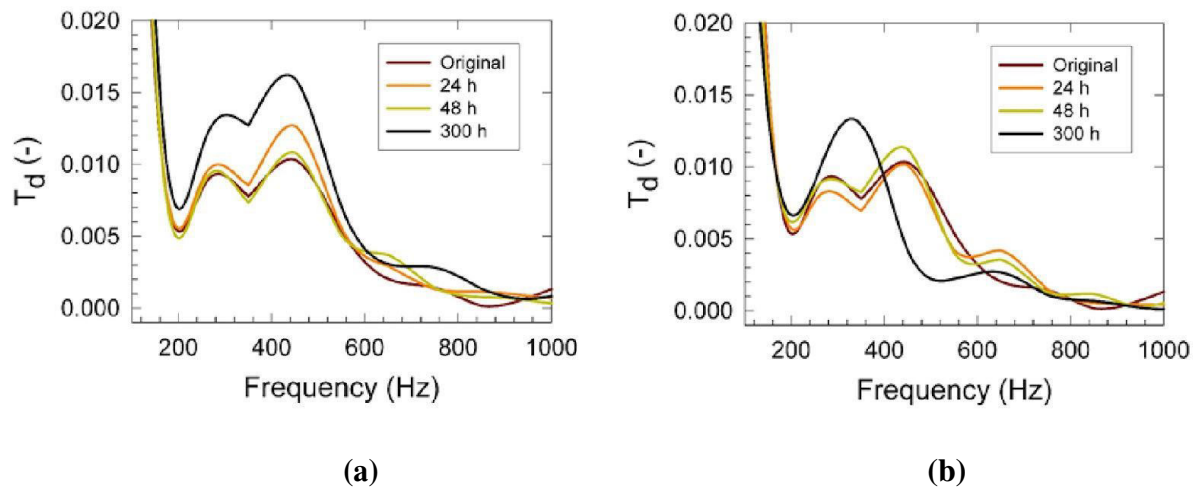 0.020
0.015
0.010
0.005
0.000
T_d (-)
Original
24 h
48 h
300 h
200 400 600 800 1000
Frequency (Hz)
(a)
0.020
0.015
0.010
0.005
0.000
T_d (-)
Original
24 h
48 h
300 h
200 400 600 800 1000
Frequency (Hz)
(b)